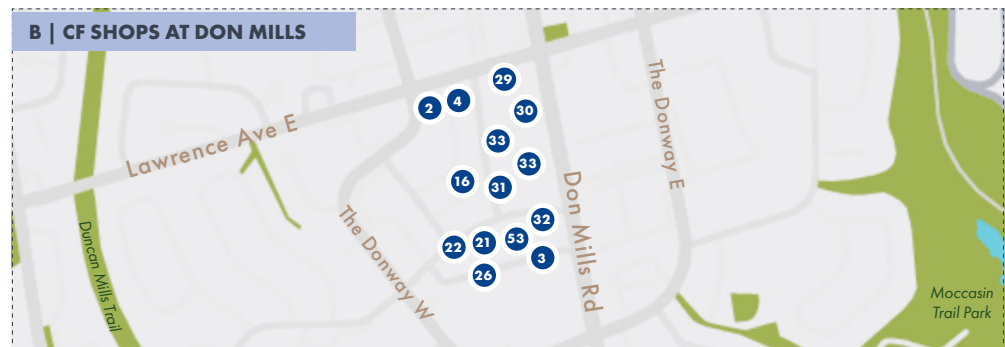 B | CF SHOPS AT DON MILLS
29
4
2
30
The Donway E
Lawrence Ave E
33
33
16
31
Don Mills Rd
The Donway W
32
Duncan Mills Trail
53
21
22
3
26
Moccasin
Trail Park